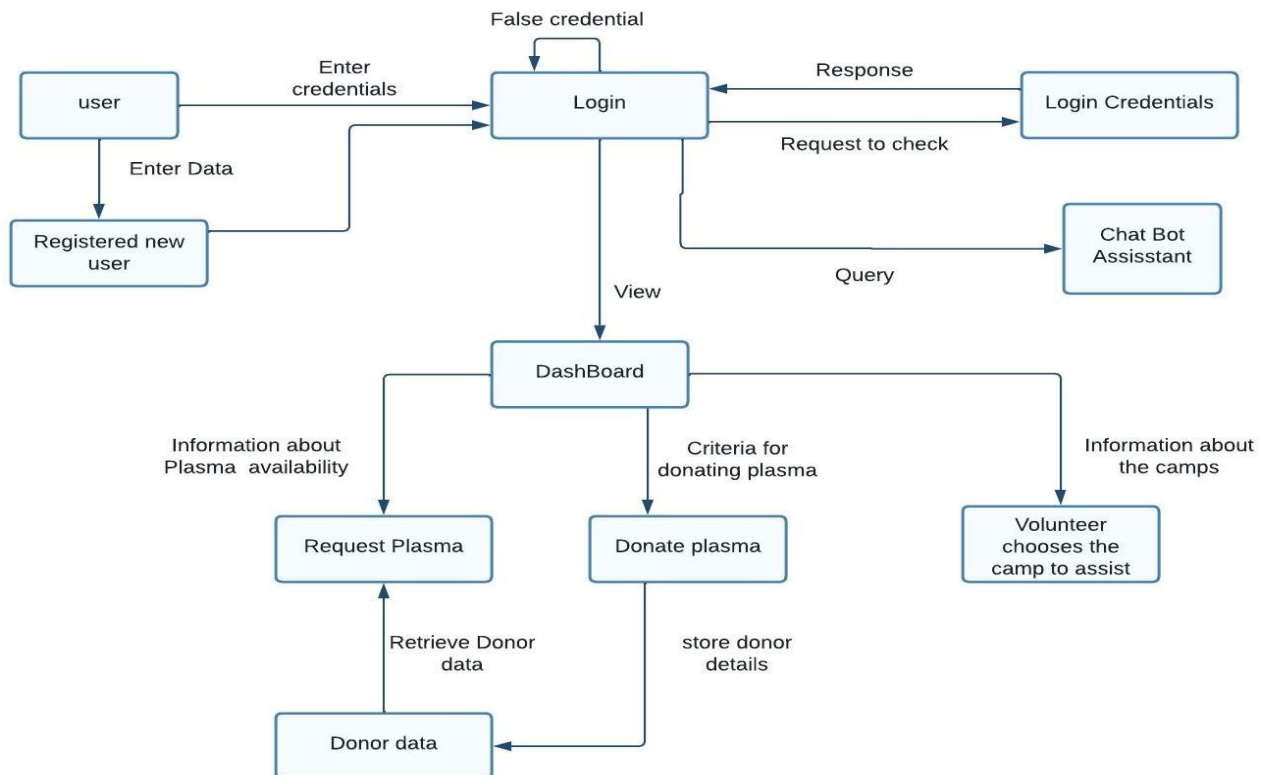 False credential
Enter
credentials
Response
user
Login
Login Credentials
Request to check
Enter Data
Registered new
user
Chat Bot
Assisstant
Query
View
DashBoard
Information about
Plasma availability
Criteria for
donating plasma
Information about
the camps
Request Plasma
Donate plasma
Volunteer
chooses the
camp to assist
Retrieve Donor
data
store donor
details
Donor data